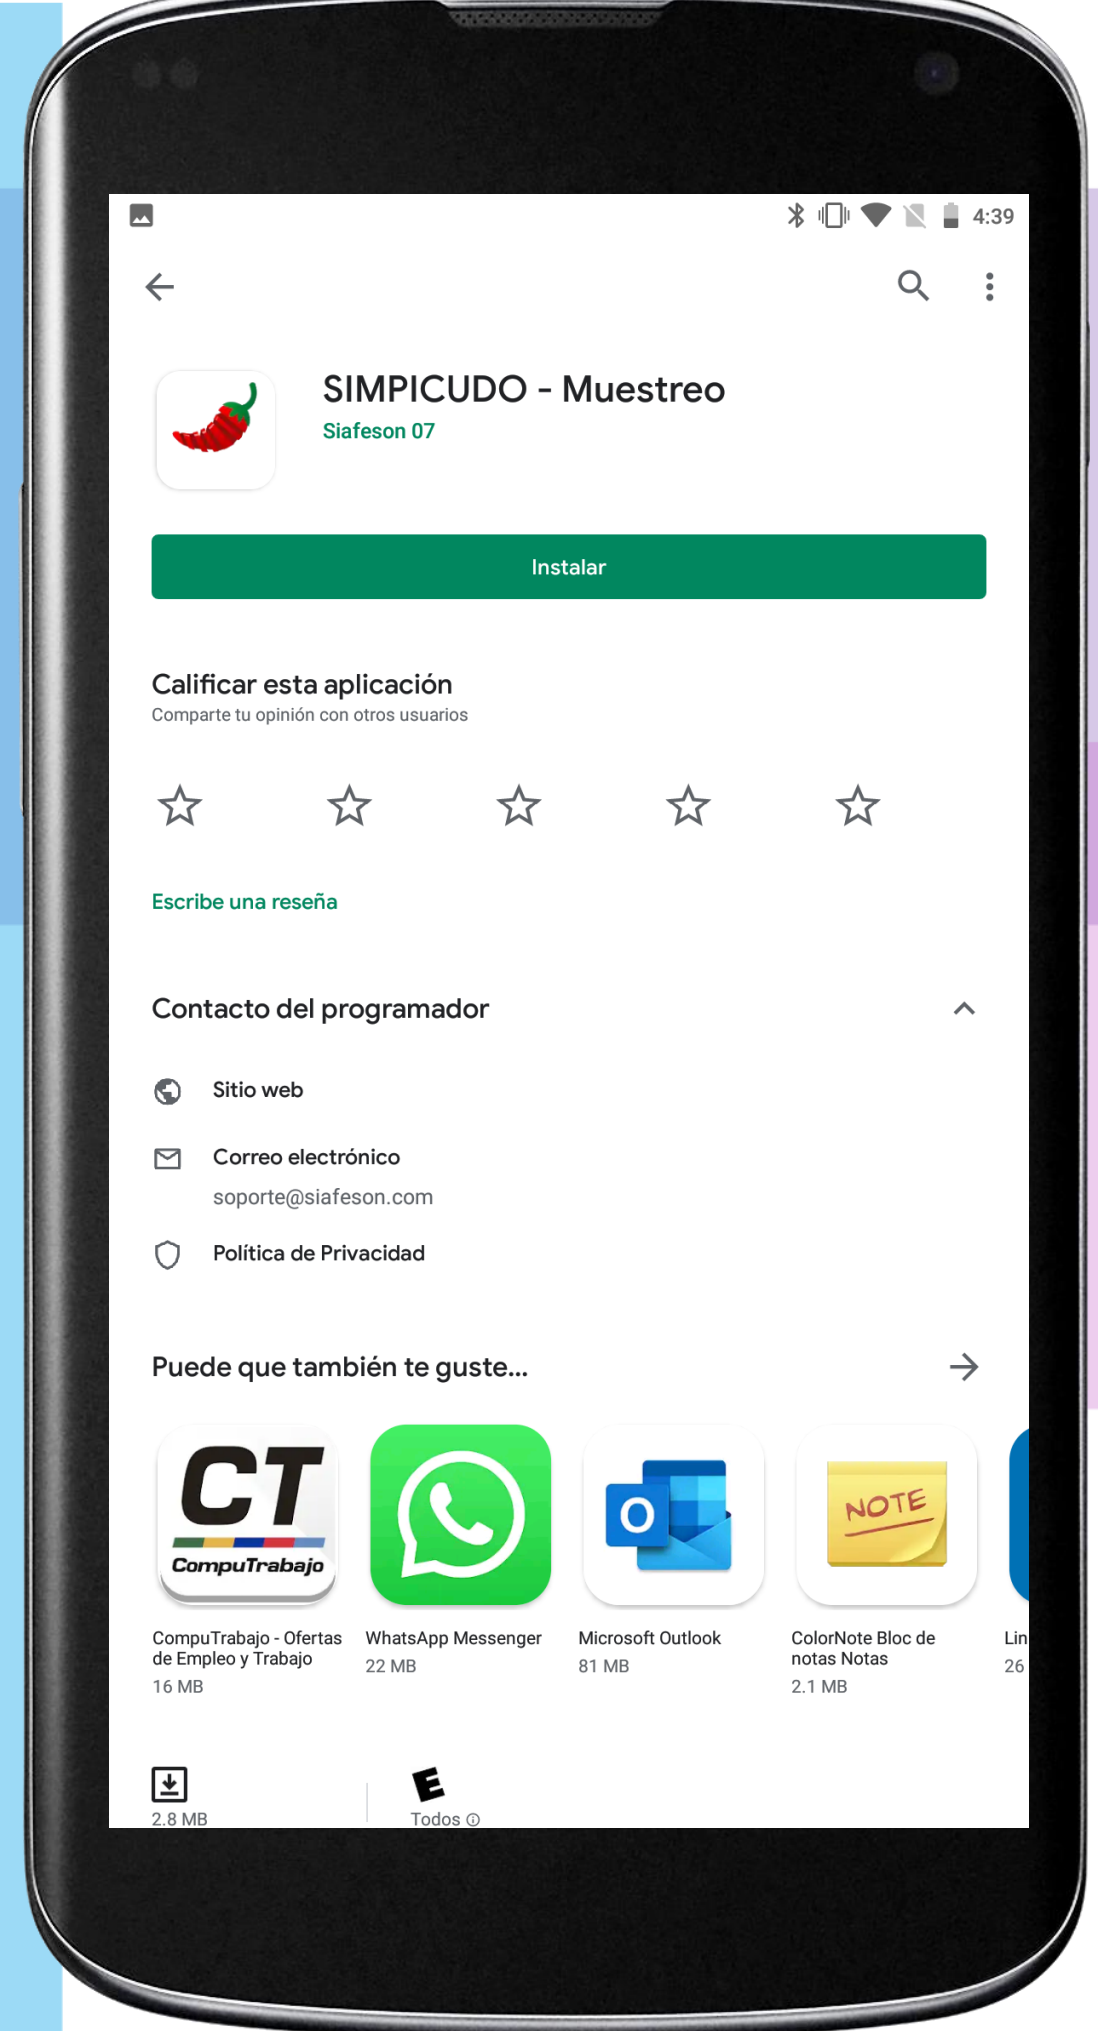 4:39
SIMPICUDO - Muestreo
Siafeson 07
Instalar
Calificar esta aplicación
Comparte tu opinión con otros usuarios
Escribe una reseña
Contacto del programador
Sitio web
Correo electrónico
soporte@siafeson.com
Política de Privacidad
Puede que también te guste...
CT
CompuTrabajo
O
NOTE
CompuTrabajo - Ofertas
de Empleo y Trabajo
16 MB
WhatsApp Messenger
22 MB
Microsoft Outlook
81 MB
ColorNote Bloc de
notas Notas
2.1 MB
Lin
26
2.8 MB
E
Todos